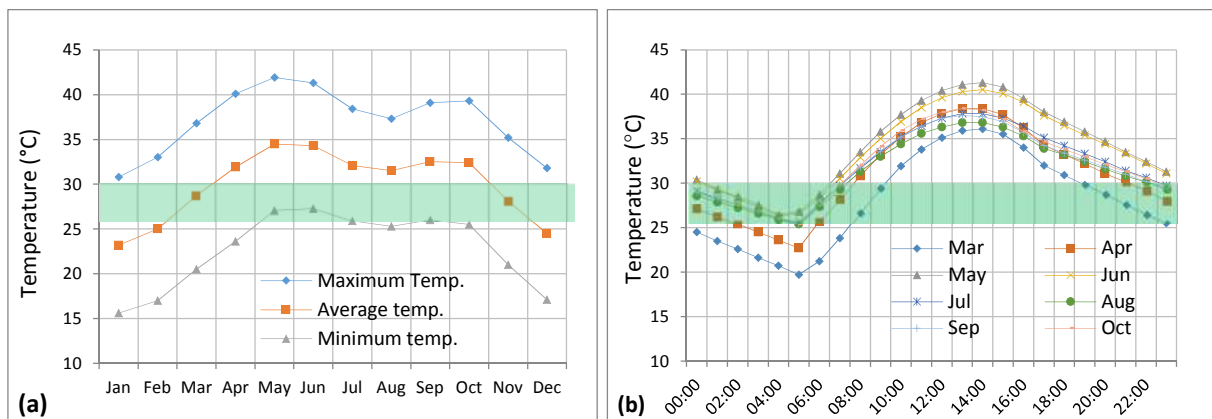 45
40
35
30
25
20
15
10
Temperature (°C)
Maximum Temp.
Average temp.
Minimum temp.
Jan Feb Mar Apr May Jun Jul Aug Sep Oct Nov Dec
(a)
45
40
35
30
25
20
15
10
Temperature (°C)
Mar Apr
May Jun
Jul Aug
Sep Oct
00:00 02:00 04:00 06:00 08:00 10:00 12:00 14:00 16:00 18:00 20:00 22:00
(b)